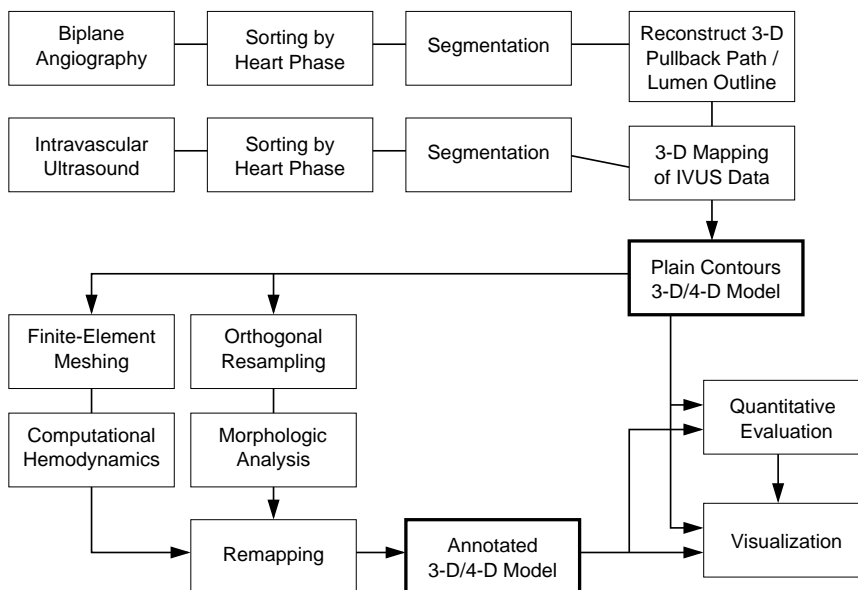 Biplane
Angiography
Sorting by
Heart Phase
Segmentation
Reconstruct 3-D
Pullback Path /
Lumen Outline
Intravascular
Ultrasound
Sorting by
Heart Phase
Segmentation
3-D Mapping
of IVUS Data
Plain Contours
3-D/4-D Model
Finite-Element
Meshing
Orthogonal
Resampling
Computational
Hemodynamics
Morphologic
Analysis
Quantitative
Evaluation
Remapping
Annotated
3-D/4-D Model
Visualization